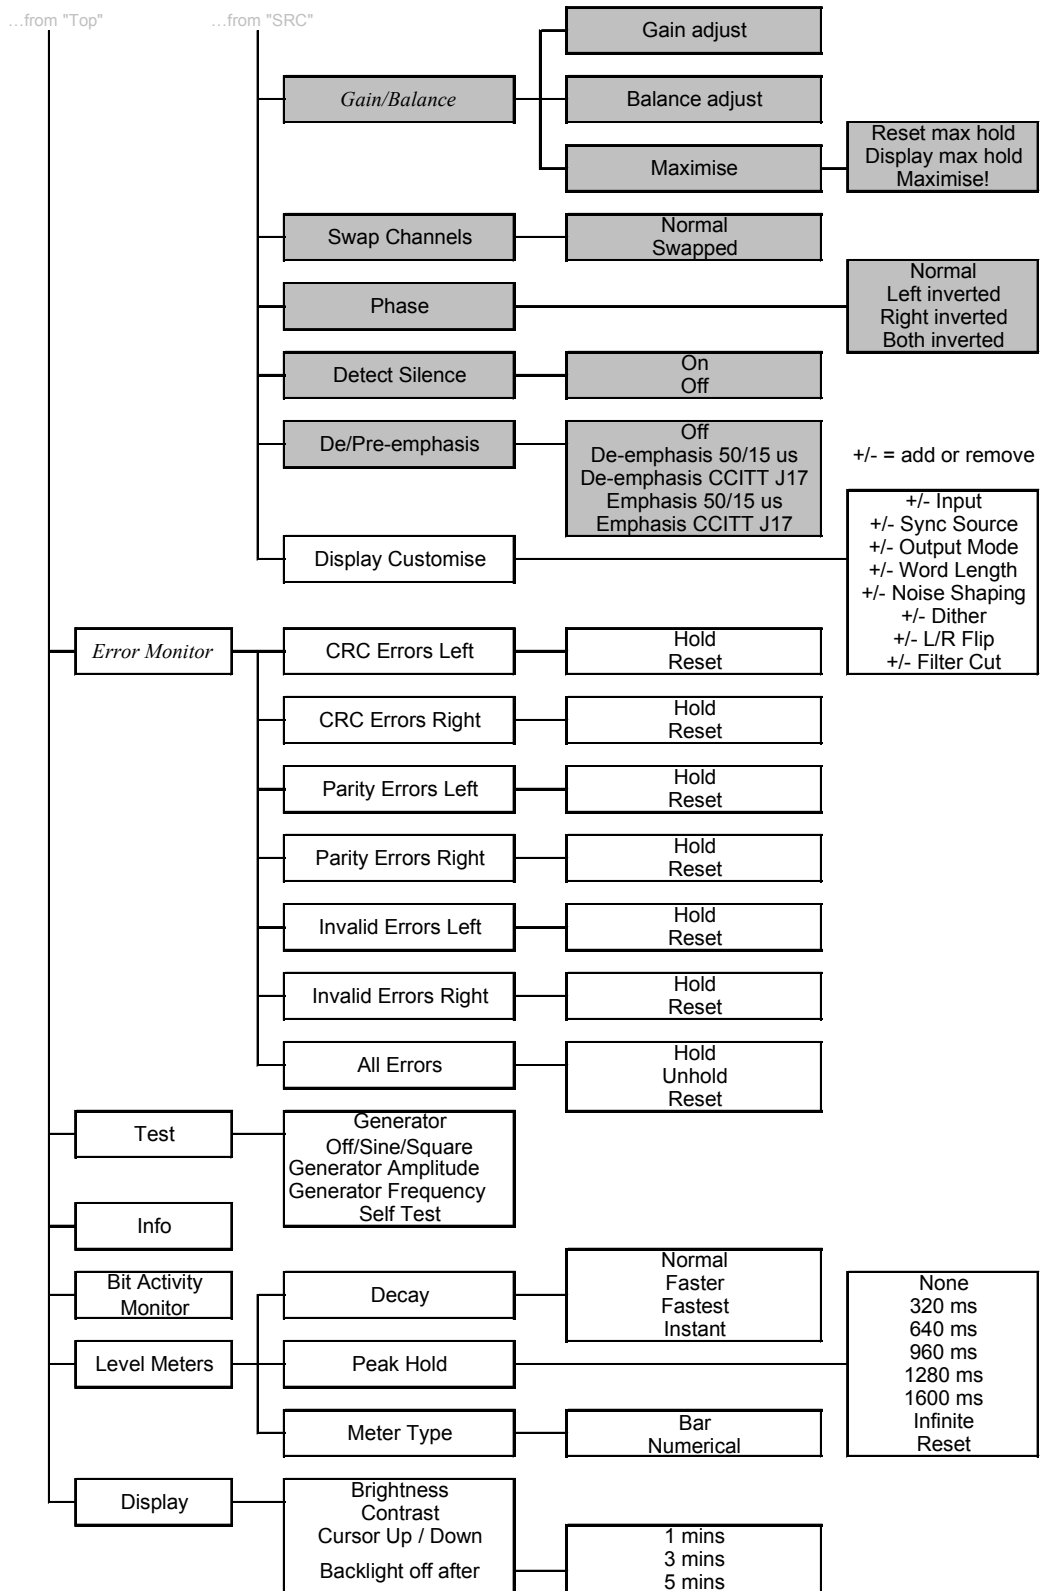 …from "Top"
…from "SRC"
Gain adjust
Gain/Balance
Balance adjust
Maximise
Reset max hold
Display max hold
Maximise!
Swap Channels
Normal
Swapped
Phase
Normal
Left inverted
Right inverted
Both inverted
Detect Silence
On
Off
De/Pre-emphasis
Off
De-emphasis 50/15 us
De-emphasis CCITT J17
Emphasis 50/15 us
Emphasis CCITT J17
+/- = add or remove
Display Customise
+/- Input
+/- Sync Source
+/- Output Mode
+/- Word Length
+/- Noise Shaping
+/- Dither
+/- L/R Flip
+/- Filter Cut
Error Monitor
CRC Errors Left
Hold
Reset
CRC Errors Right
Hold
Reset
Parity Errors Left
Hold
Reset
Parity Errors Right
Hold
Reset
Invalid Errors Left
Hold
Reset
Invalid Errors Right
Hold
Reset
All Errors
Hold
Unhold
Reset
Test
Generator
Off/Sine/Square
Generator Amplitude
Generator Frequency
Self Test
Info
Bit Activity
Monitor
Level Meters
Decay
Normal
Faster
Fastest
Instant
Peak Hold
None
320 ms
640 ms
960 ms
1280 ms
1600 ms
Infinite
Reset
Meter Type
Bar
Numerical
Display
Brightness
Contrast
Cursor Up / Down
Backlight off after
1 mins
3 mins
5 mins